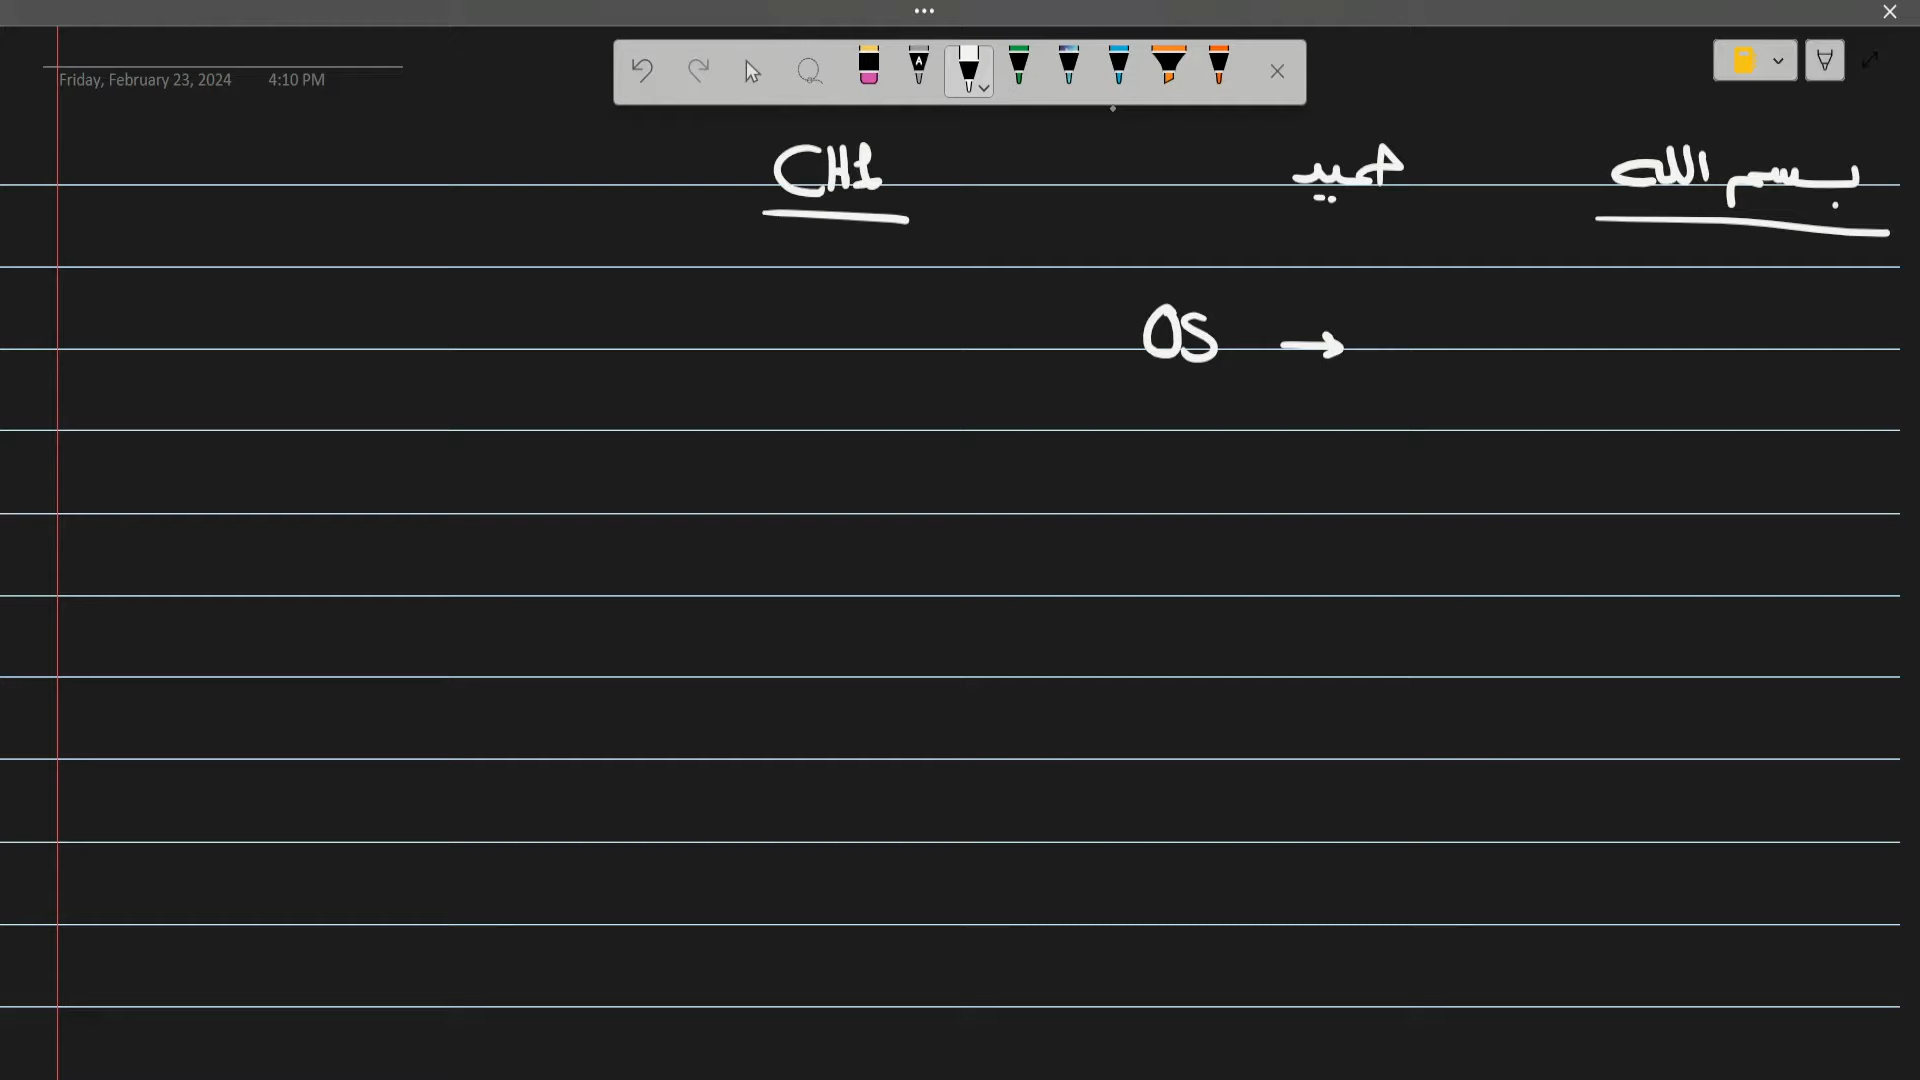 Friday, February 23, 2024 4:10 PM
بسم الله
حميد
CH1
OS →